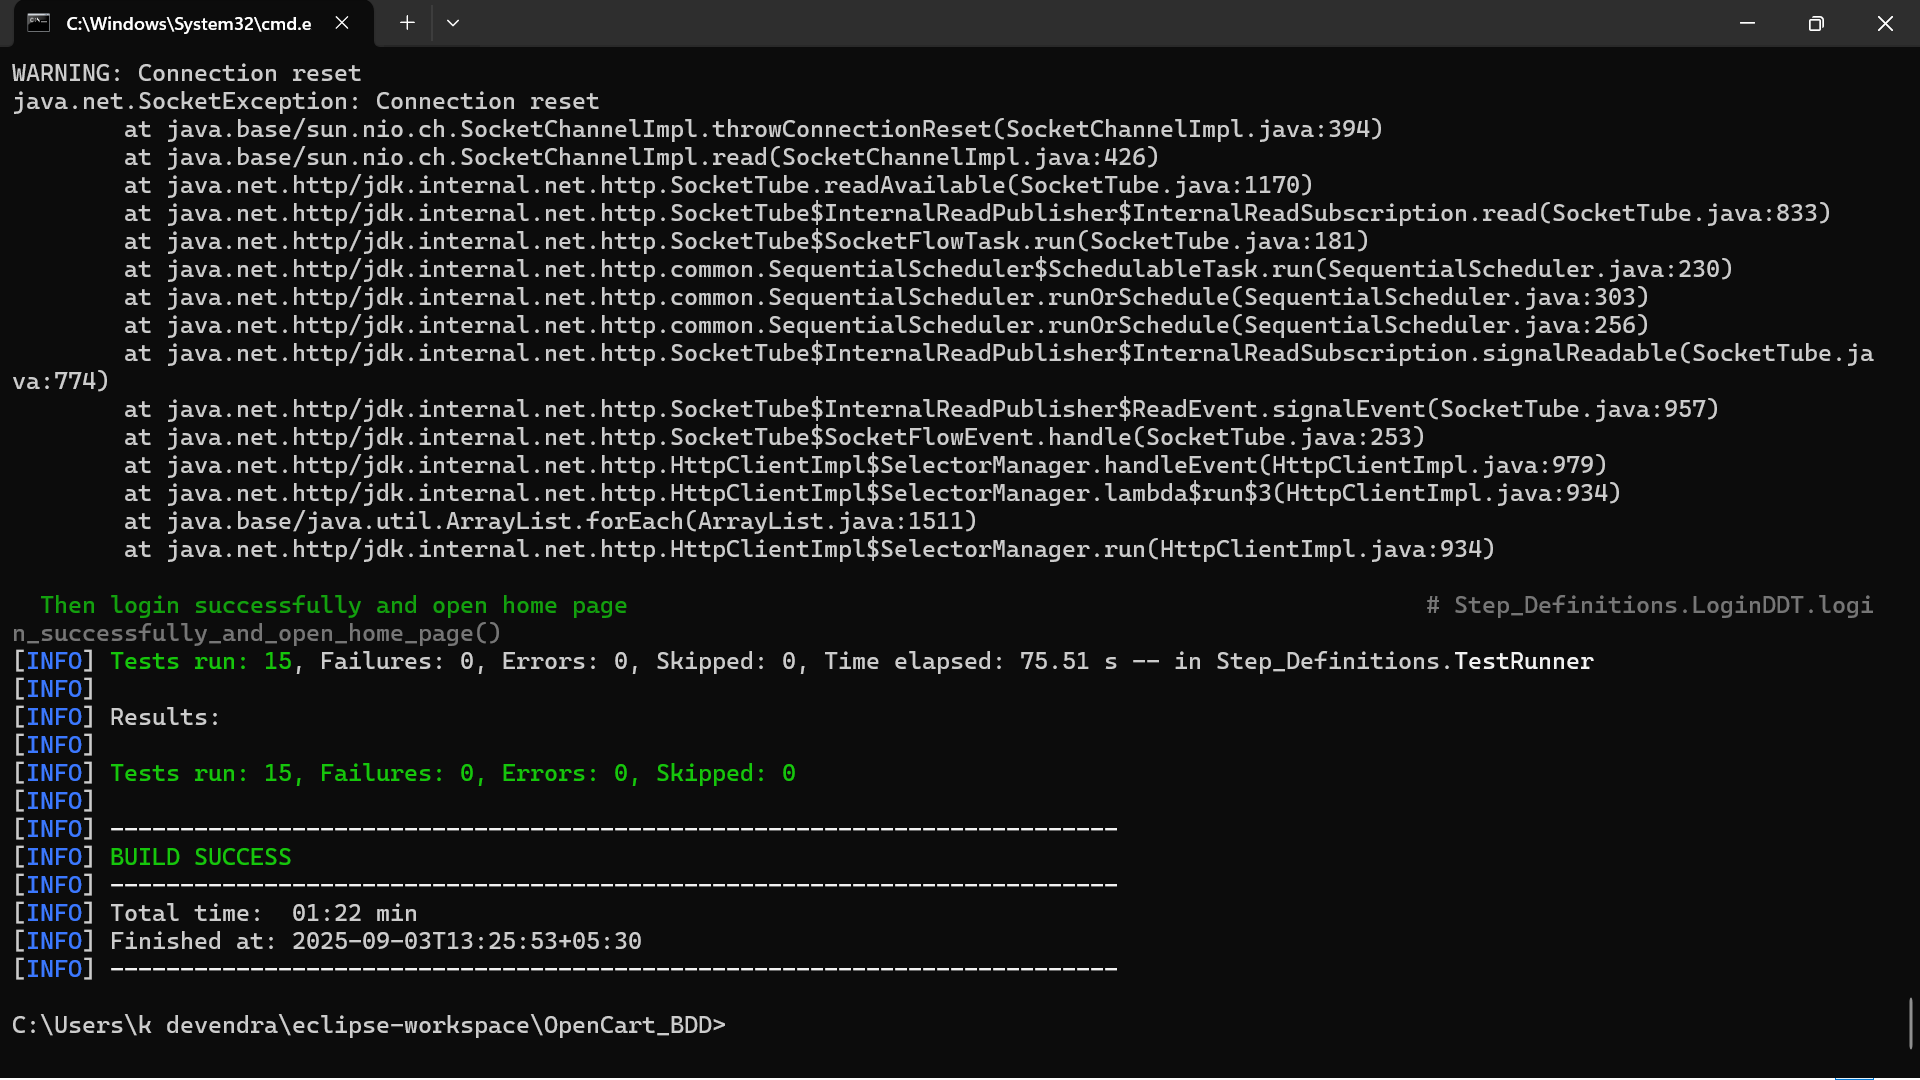 C:\Windows\System32\cmd.e
WARNING: Connection reset
java.net.SocketException: Connection reset
        at java.base/sun.nio.ch.SocketChannelImpl.throwConnectionReset(SocketChannelImpl.java:394)
        at java.base/sun.nio.ch.SocketChannelImpl.read(SocketChannelImpl.java:426)
        at java.net.http/jdk.internal.net.http.SocketTube.readAvailable(SocketTube.java:1170)
        at java.net.http/jdk.internal.net.http.SocketTube$InternalReadPublisher$InternalReadSubscription.read(SocketTube.java:833)
        at java.net.http/jdk.internal.net.http.SocketTube$SocketFlowTask.run(SocketTube.java:181)
        at java.net.http/jdk.internal.net.http.common.SequentialScheduler$SchedulableTask.run(SequentialScheduler.java:230)
        at java.net.http/jdk.internal.net.http.common.SequentialScheduler.runOrSchedule(SequentialScheduler.java:303)
        at java.net.http/jdk.internal.net.http.common.SequentialScheduler.runOrSchedule(SequentialScheduler.java:256)
        at java.net.http/jdk.internal.net.http.SocketTube$InternalReadPublisher$InternalReadSubscription.signalReadable(SocketTube.ja
va:774)
        at java.net.http/jdk.internal.net.http.SocketTube$InternalReadPublisher$ReadEvent.signalEvent(SocketTube.java:957)
        at java.net.http/jdk.internal.net.http.SocketTube$SocketFlowEvent.handle(SocketTube.java:253)
        at java.net.http/jdk.internal.net.http.HttpClientImpl$SelectorManager.handleEvent(HttpClientImpl.java:979)
        at java.net.http/jdk.internal.net.http.HttpClientImpl$SelectorManager.lambda$run$3(HttpClientImpl.java:934)
        at java.base/java.util.ArrayList.forEach(ArrayList.java:1511)
        at java.net.http/jdk.internal.net.http.HttpClientImpl$SelectorManager.run(HttpClientImpl.java:934)
  Then login successfully and open home page # Step_Definitions.LoginDDT.logi
n_successfully_and_open_home_page()
[INFO] Tests run: 15, Failures: 0, Errors: 0, Skipped: 0, Time elapsed: 75.51 s -- in Step_Definitions.TestRunner
[INFO]
[INFO] Results:
[INFO]
[INFO] Tests run: 15, Failures: 0, Errors: 0, Skipped: 0
[INFO]
[INFO] ------------------------------------------------------------------------
[INFO] BUILD SUCCESS
[INFO] ------------------------------------------------------------------------
[INFO] Total time:  01:22 min
[INFO] Finished at: 2025-09-03T13:25:53+05:30
[INFO] ------------------------------------------------------------------------
C:\Users\k devendra\eclipse-workspace\OpenCart_BDD>